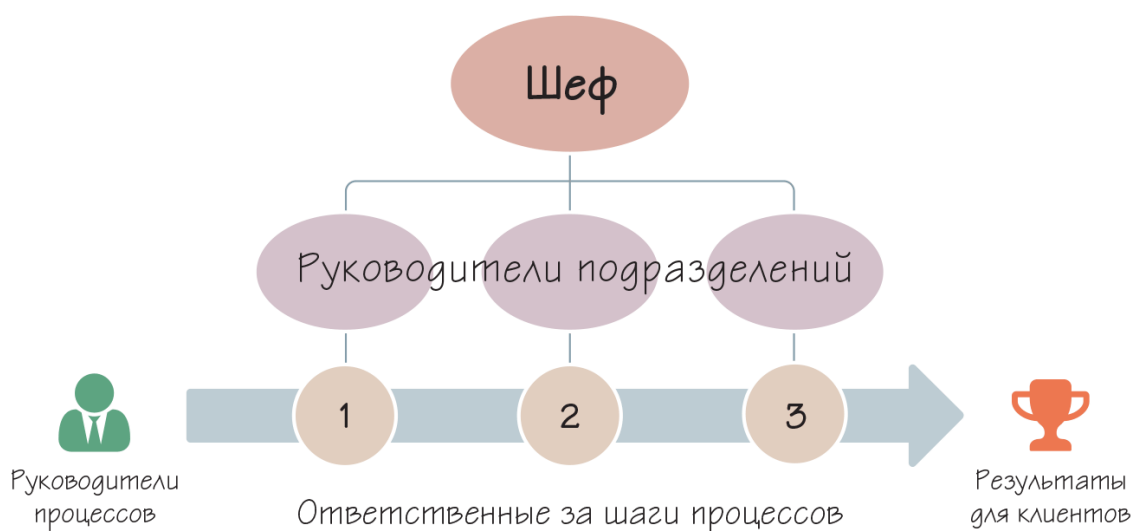 Шеф
Руководители подразделений
1
2
3
Руководители
процессов
Ответственные за шаги процессов
Результаты
для клиентов